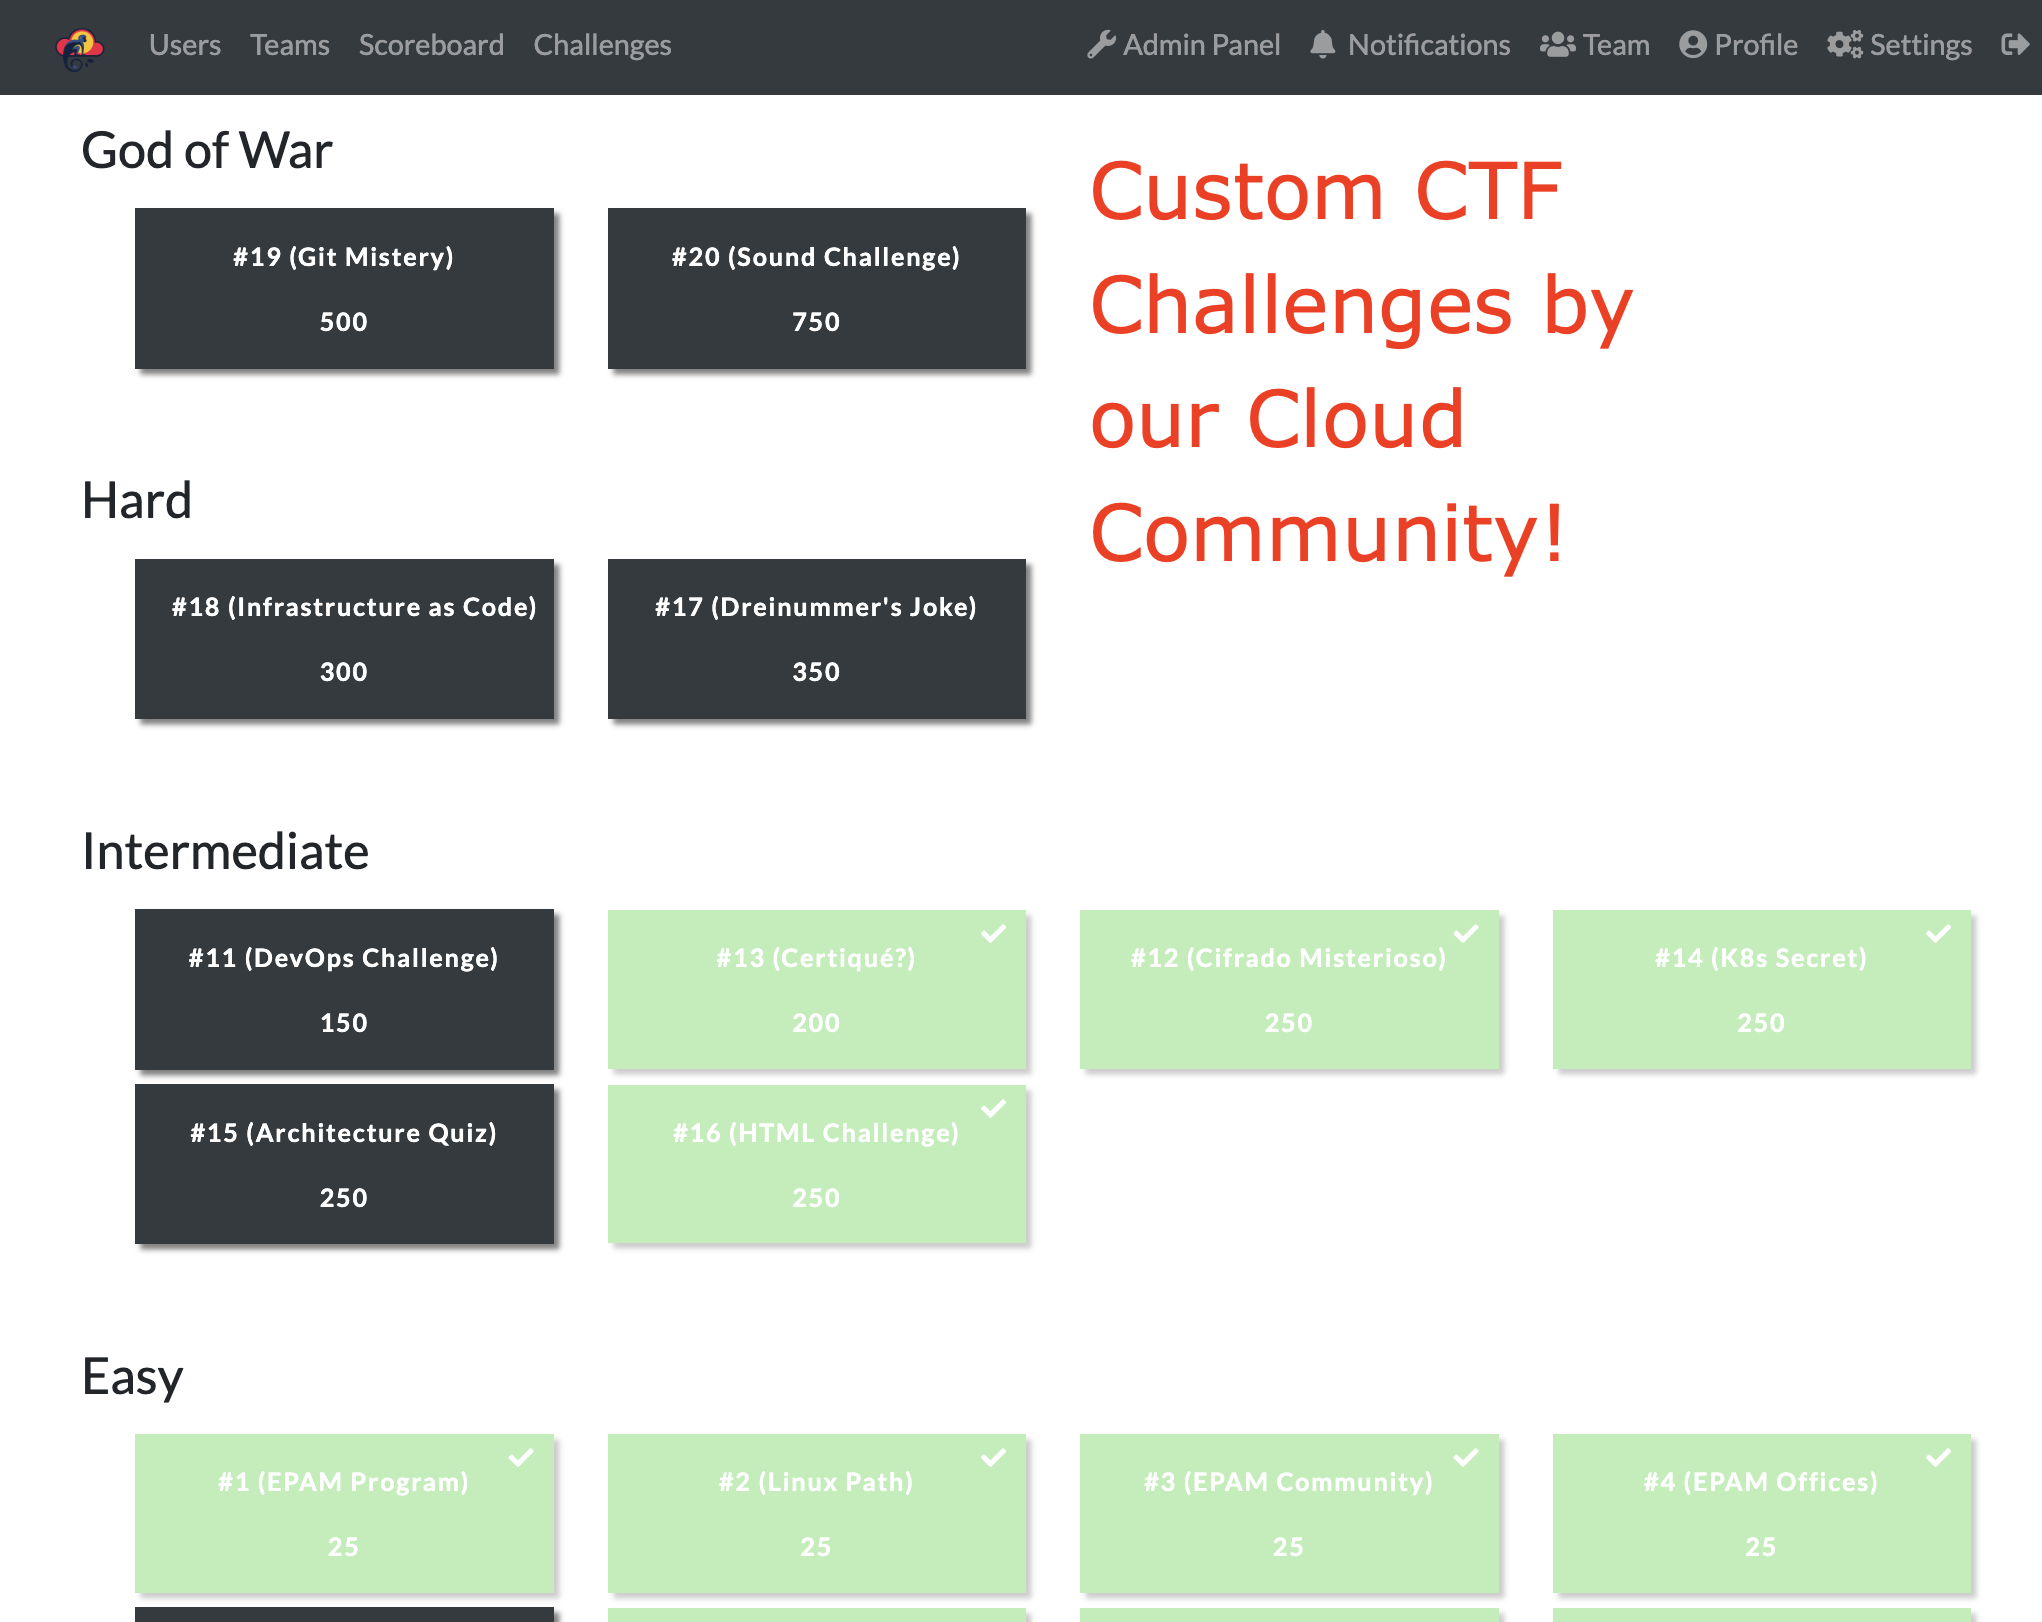 Users Teams Scoreboard Challenges Admin Panel Notifications Team Profile Settings
God of War
#19 (Git Mistery) #20 (Sound Challenge)
500 750
Custom CTF
Challenges by
our Cloud
Community!
Hard
#18 (Infrastructure as Code) #17 (Dreinummer's Joke)
300 350
Intermediate
#11 (DevOps Challenge) #13 (Certiqué?) #12 (Cifrado Misterioso) #14 (K8s Secret)
150 200 250 250
#15 (Architecture Quiz) #16 (HTML Challenge)
250 250
Easy
#1 (EPAM Program) #2 (Linux Path) #3 (EPAM Community) #4 (EPAM Offices)
25 25 25 25